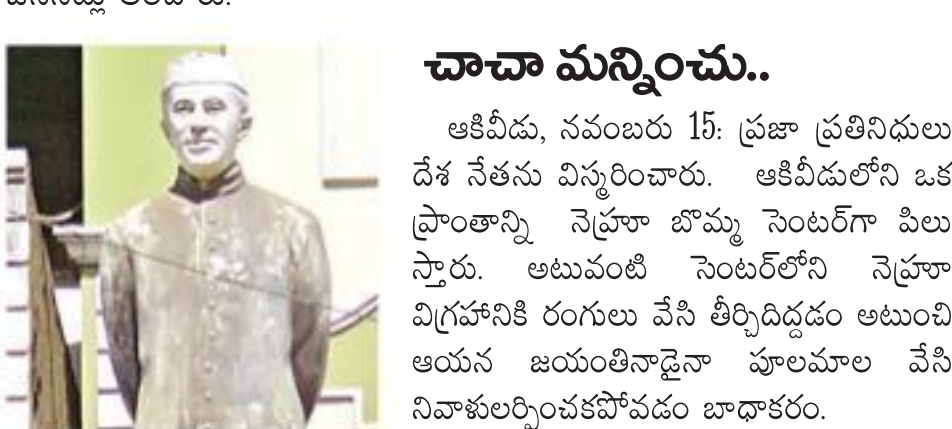 చాచా మన్నించు..
ఆకివీడు, నవంబరు 15: ప్రజా ప్రతినిధులు
దేశ నేతను విస్మరించారు. ఆకివీడులోని ఒక
ప్రాంతాన్ని నెహ్రూ బొమ్మ సెంటర్‌గా పిలు
స్తారు. అటువంటి సెంటర్‌లోని నెహ్రూ
విగ్రహానికి రంగులు వేసి తీర్చిదిద్దడం అటుంచి
ఆయన జయంతినాడైనా పూలమాల వేసి
నివాళులర్పించకపోవడం బాధాకరం.